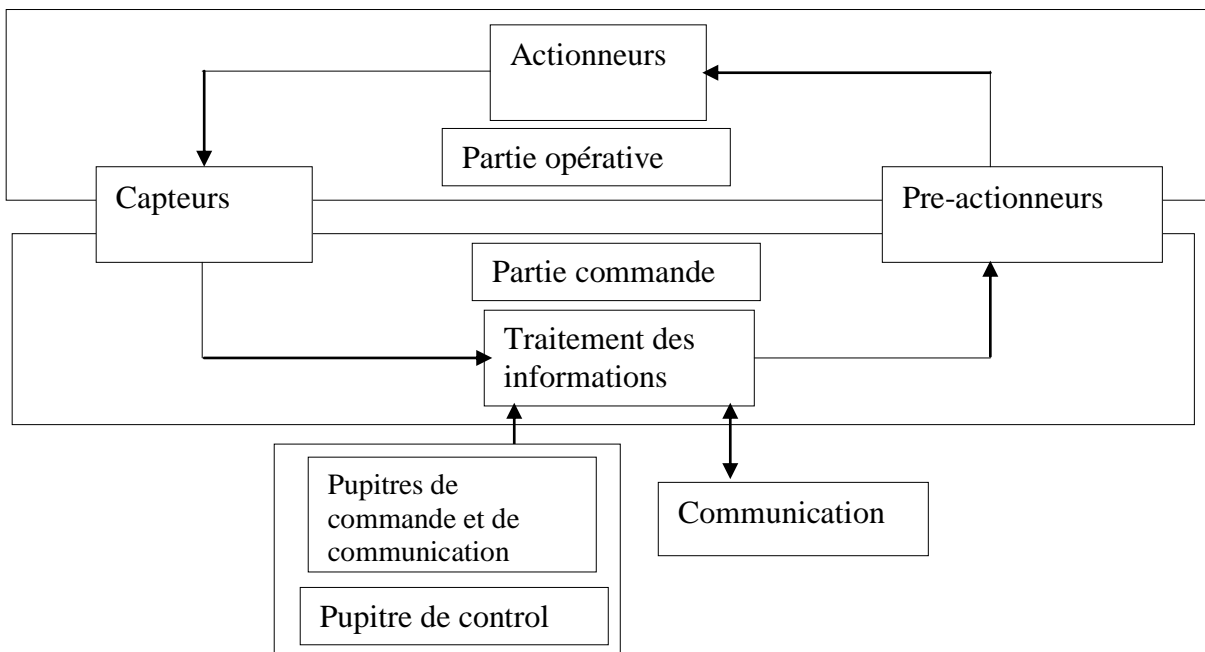 Actionneurs
Partie opérative
Capteurs
Pre-actionneurs
Partie commande
Traitement des
informations
Pupitres de
commande et de
communication
Communication
Pupitre de control